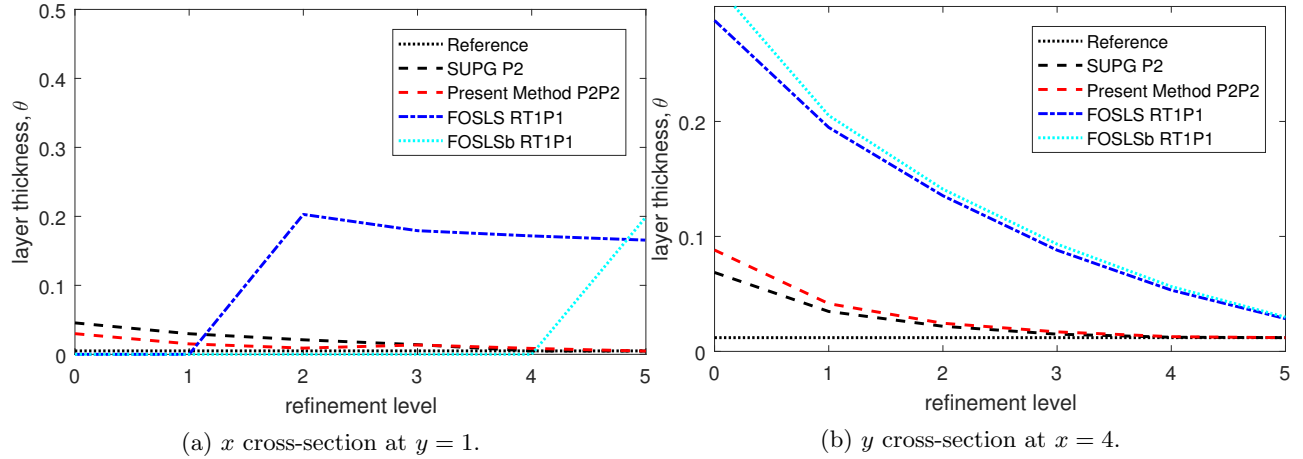 0.5
0.4
0.3
0.2
0.1
0
layer thickness, θ
0 1 2 3 4 5
refinement level
Reference
SUPG P2
Present Method P2P2
FOSLS RT1P1
FOSLSb RT1P1
(a) x cross-section at y = 1.
0.2
0.1
0
layer thickness, θ
0 1 2 3 4 5
refinement level
Reference
SUPG P2
Present Method P2P2
FOSLS RT1P1
FOSLSb RT1P1
(b) y cross-section at x = 4.